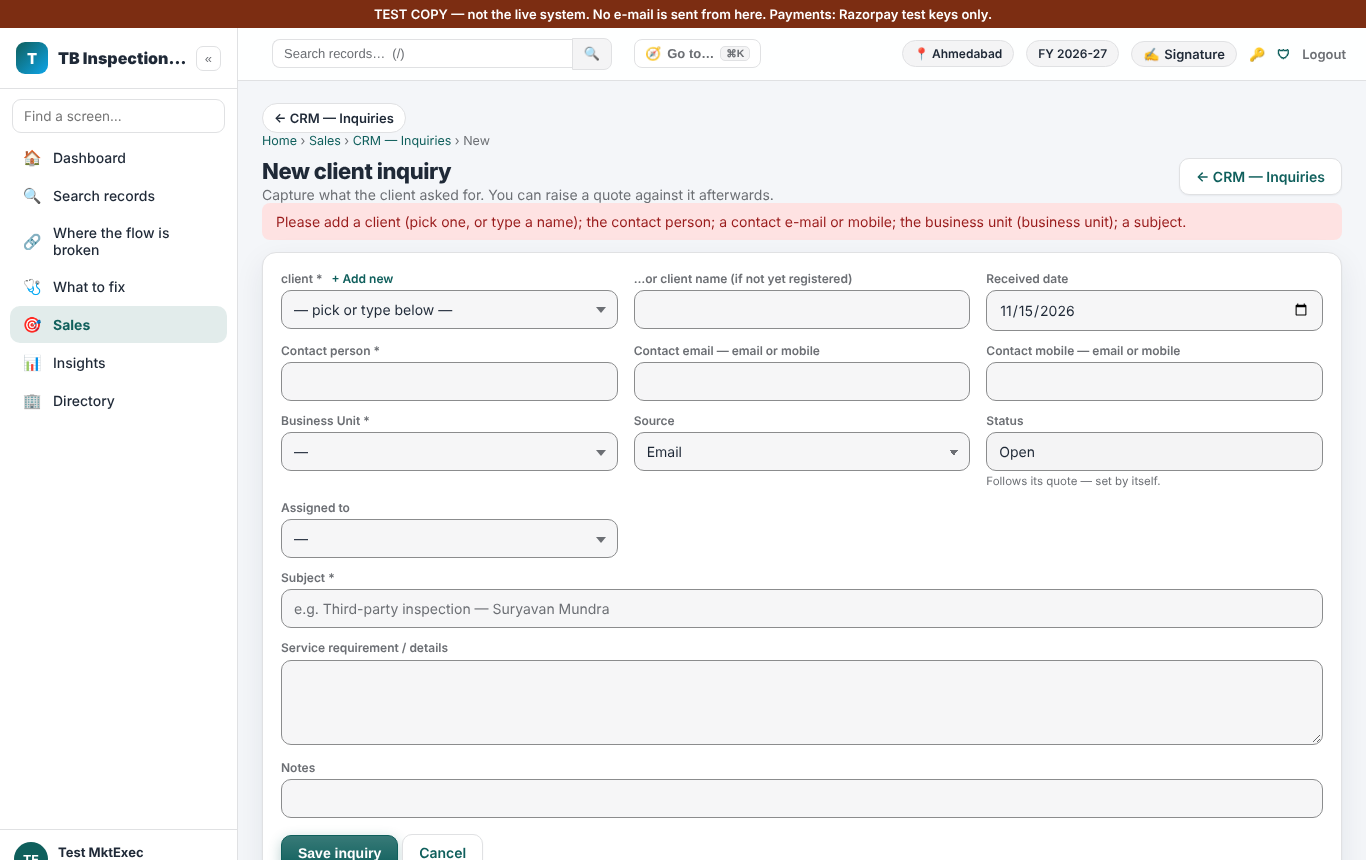 TEST COPY — not the live system. No e-mail is sent from here. Payments: Razorpay test keys only.
T TB Inspection... «
Search records... (/) 🔍 🧭 Go to... ⌘K 📍 Ahmedabad FY 2026-27 ✍️ Signature 🔑 🛡 Logout
Find a screen...
🏠 Dashboard
🔍 Search records
🔗 Where the flow is
broken
🩺 What to fix
🎯 Sales
📊 Insights
🏢 Directory
TE Test MktExec
← CRM — Inquiries
Home › Sales › CRM — Inquiries › New
New client inquiry
← CRM — Inquiries
Capture what the client asked for. You can raise a quote against it afterwards.
Please add a client (pick one, or type a name); the contact person; a contact e-mail or mobile; the business unit (business unit); a subject.
client * + Add new ...or client name (if not yet registered) Received date
— pick or type below — 11/15/2026
Contact person * Contact email — email or mobile Contact mobile — email or mobile
Business Unit * Source Status
— Email Open
Follows its quote — set by itself.
Assigned to
—
Subject *
e.g. Third-party inspection — Suryavan Mundra
Service requirement / details
Notes
Save inquiry Cancel